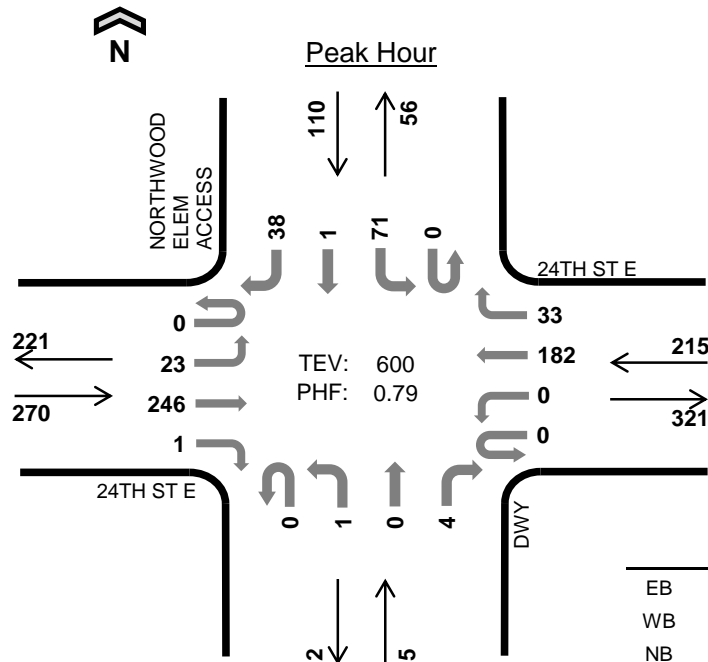 N
Peak Hour
110
56
NORTHWOOD
ELEM
ACCESS
38
1
71
0
24TH ST E
0
33
221
23
TEV: 600
182
215
270
246
PHF: 0.79
0
321
1
0
24TH ST E
0
1
0
4
DWY
2
5
EB
WB
NB